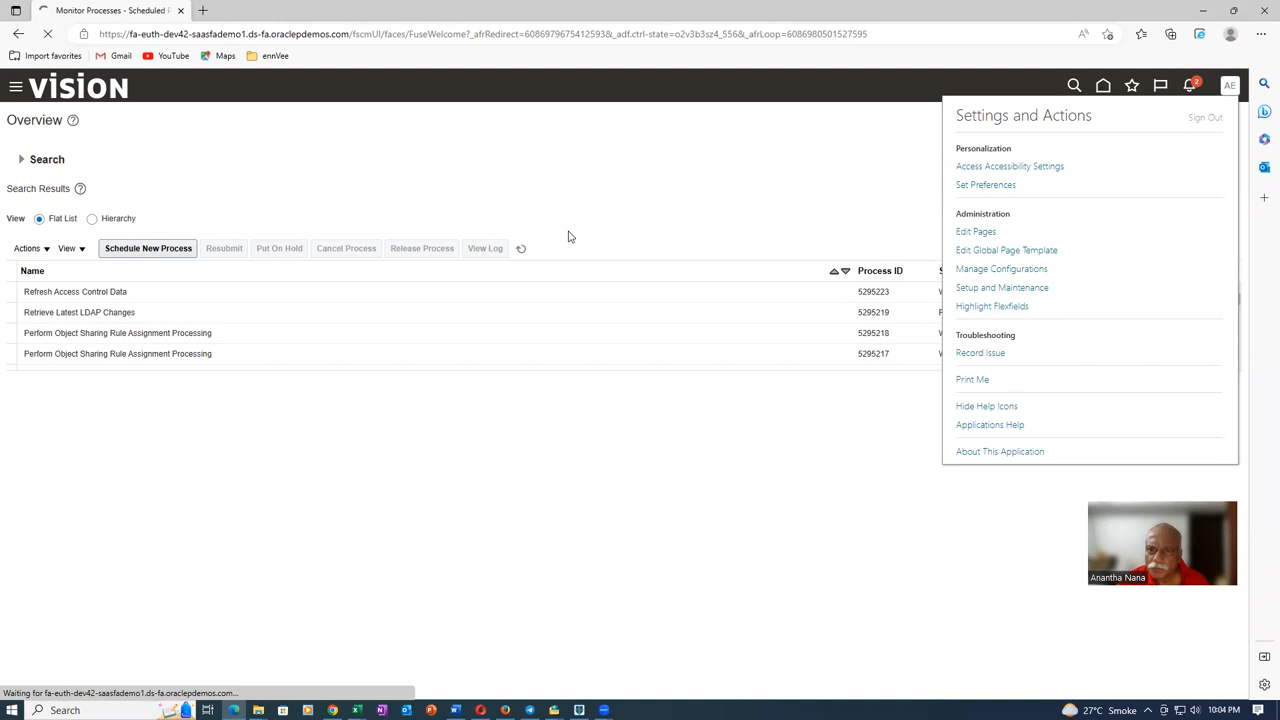 Monitor Processes - Scheduled P
https://fa-euth-dev42-saasfademo1.ds-fa.oraclepdemos.com/fscmUI/faces/FuseWelcome?_afrRedirect=6086979675412593&_adf.ctrl-state=o2v3b3sz4_556&_afrLoop=6086980501527595
Import favorites Gmail YouTube Maps ennVee
VISION
2
AE
Overview
Settings and Actions Sign Out
Search
Personalization
Access Accessibility Settings
Search Results
Set Preferences
View Flat List Hierarchy
Administration
Edit Pages
Actions View Schedule New Process Resubmit Put On Hold Cancel Process Release Process View Log
Edit Global Page Template
Name Process ID
Manage Configurations
Refresh Access Control Data 5295223
Setup and Maintenance
Retrieve Latest LDAP Changes 5295219
Highlight Flexfields
Perform Object Sharing Rule Assignment Processing 5295218
Troubleshooting
Perform Object Sharing Rule Assignment Processing 5295217
Record Issue
Print Me
Hide Help Icons
Applications Help
About This Application
Anantha Nana
Waiting for fa-euth-dev42-saasfademo1.ds-fa.oraclepdemos.com...
Search
27°C Smoke
10:04 PM